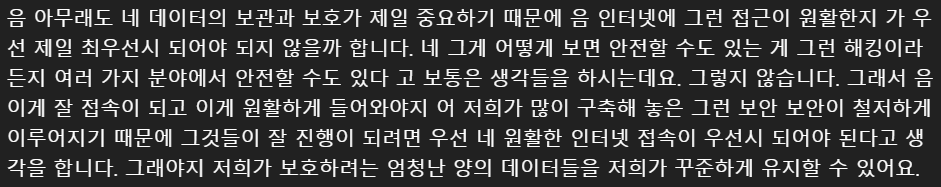 음 아무래도 네 데이터의 보관과 보호가 제일 중요하기 때문에 음 인터넷에 그런 접근이 원활한지 가 우
선 제일 최우선시 되어야 되지 않을까 합니다. 네 그게 어떻게 보면 안전할 수도 있는 게 그런 해킹이라
든지 여러 가지 분야에서 안전할 수도 있다 고 보통은 생각들을 하시는데요. 그렇지 않습니다. 그래서 음
이게 잘 접속이 되고 이게 원활하게 들어와야지 어 저희가 많이 구축해 놓은 그런 보안 보안이 철저하게
이루어지기 때문에 그것들이 잘 진행이 되려면 우선 네 원활한 인터넷 접속이 우선시 되어야 된다고 생
각을 합니다. 그래야지 저희가 보호하려는 엄청난 양의 데이터들을 저희가 꾸준하게 유지할 수 있어요.